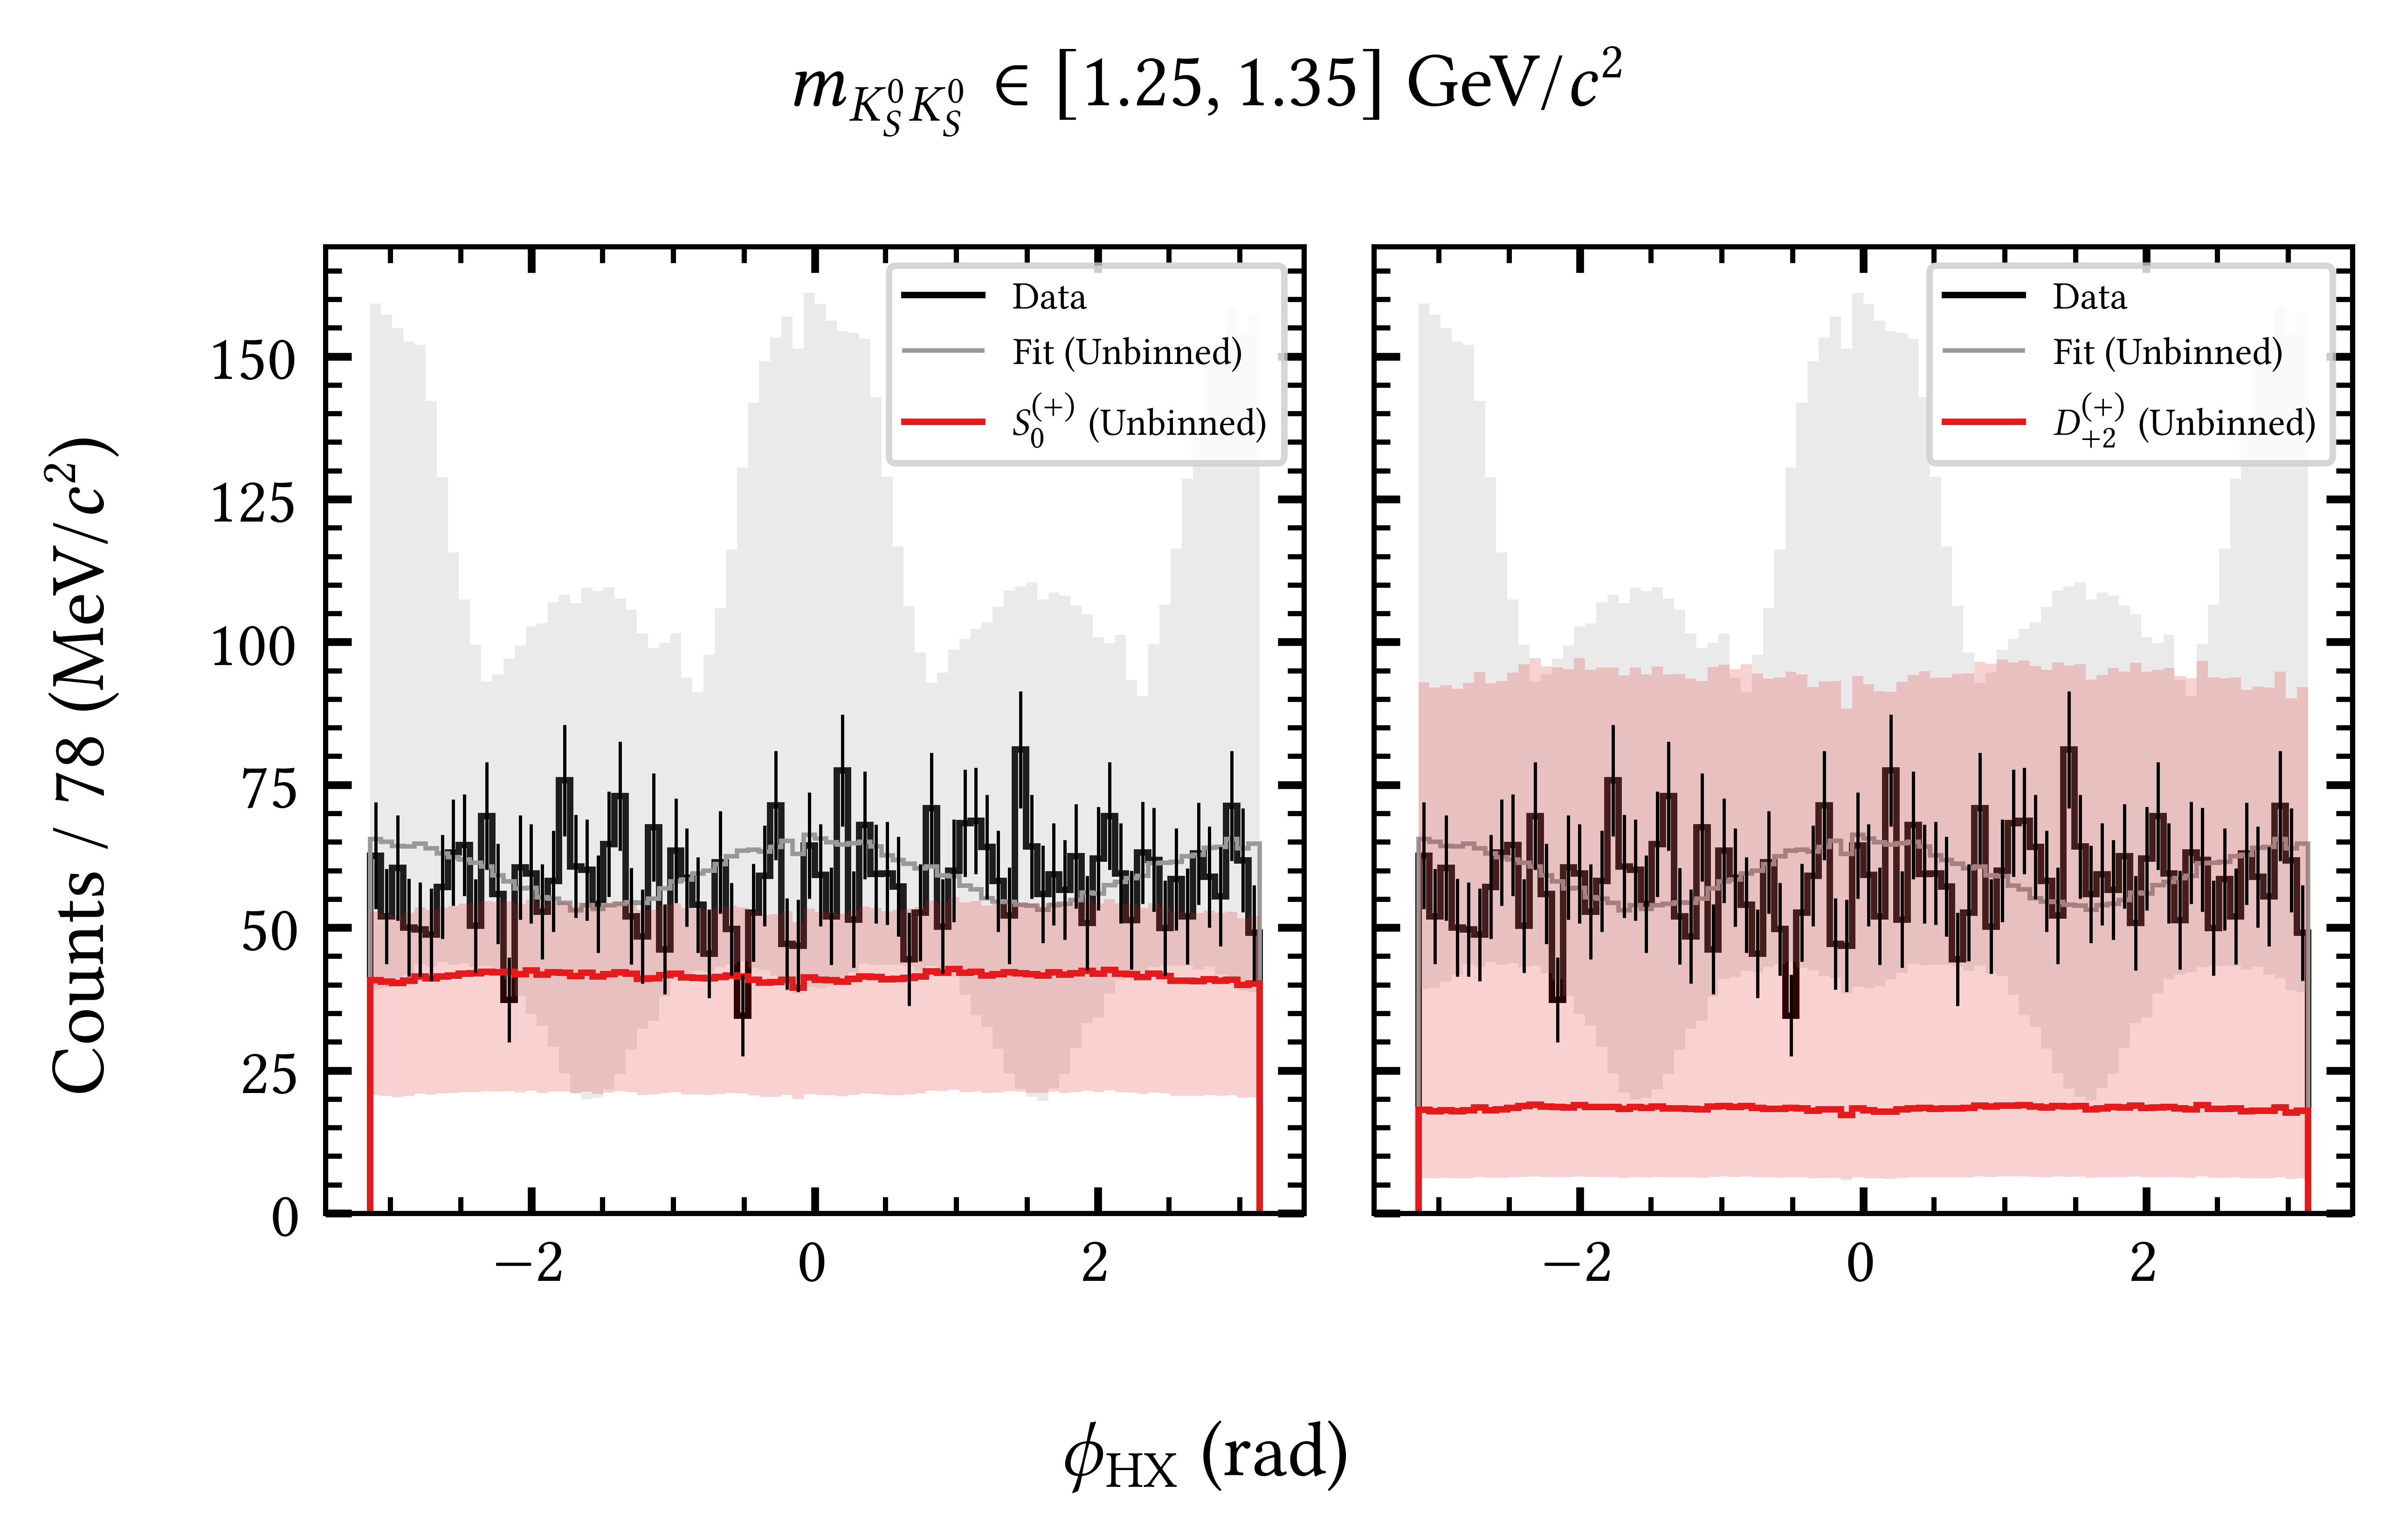 m_{K_S^0 K_S^0} ∈ [1.25, 1.35] GeV/c²
Counts / 78 (MeV/c²)
150
125
100
75
50
25
0
Data
Fit (Unbinned)
S_0^{(+)} (Unbinned)
Data
Fit (Unbinned)
D_{+2}^{(+)} (Unbinned)
−2 0 2
−2 0 2
ϕ_{HX} (rad)